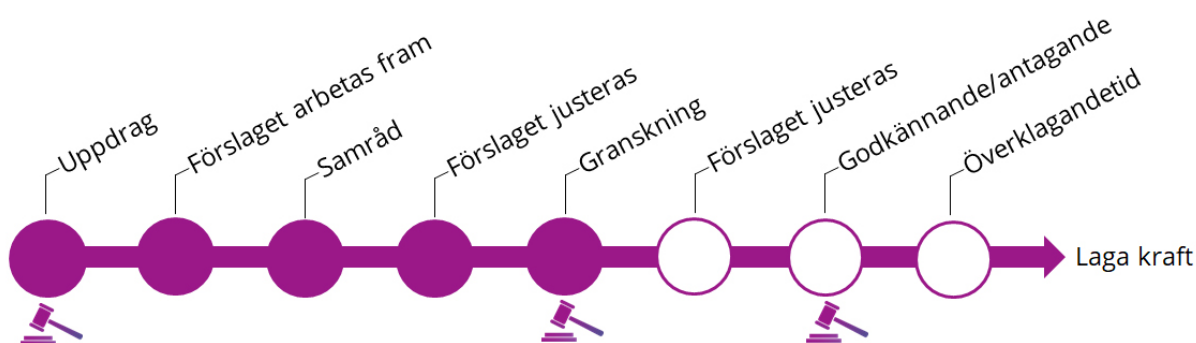 Uppdrag
Förslaget arbetas fram
Samråd
Förslaget justeras
Granskning
Förslaget justeras
Godkännande/antagande
Överklagandetid
Laga kraft